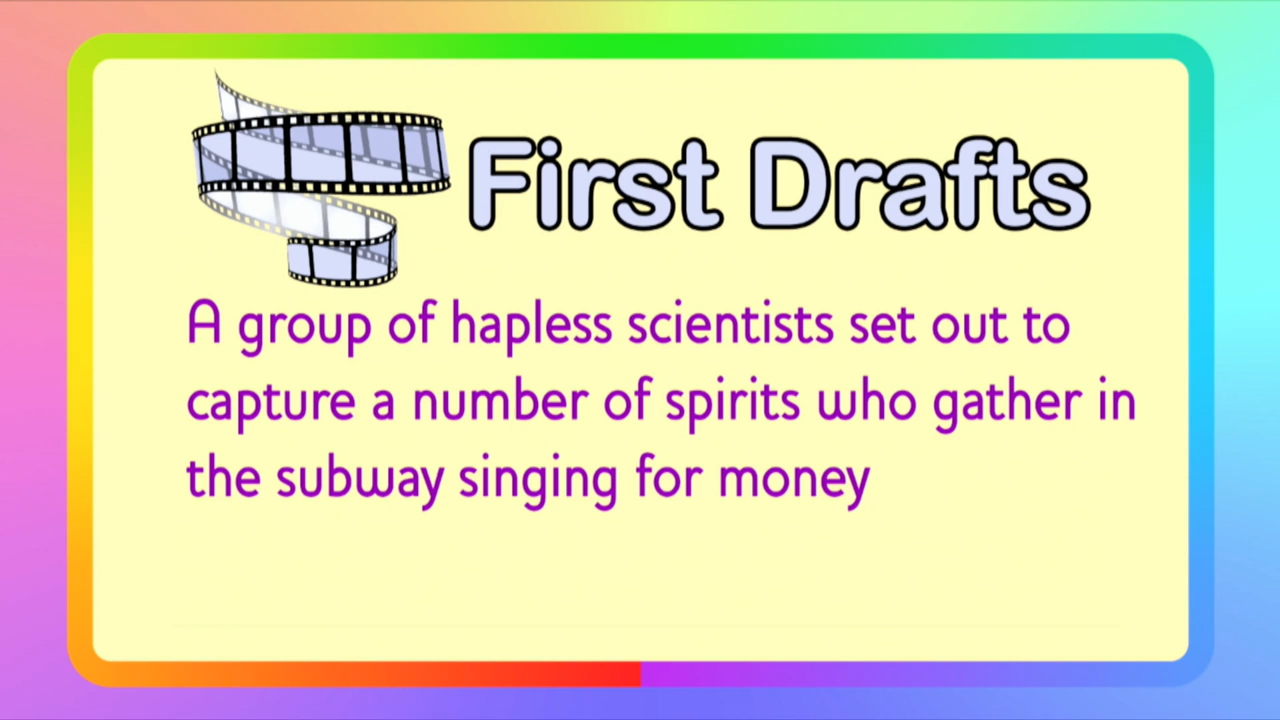 First Drafts
A group of hapless scientists set out to
capture a number of spirits who gather in
the subway singing for money